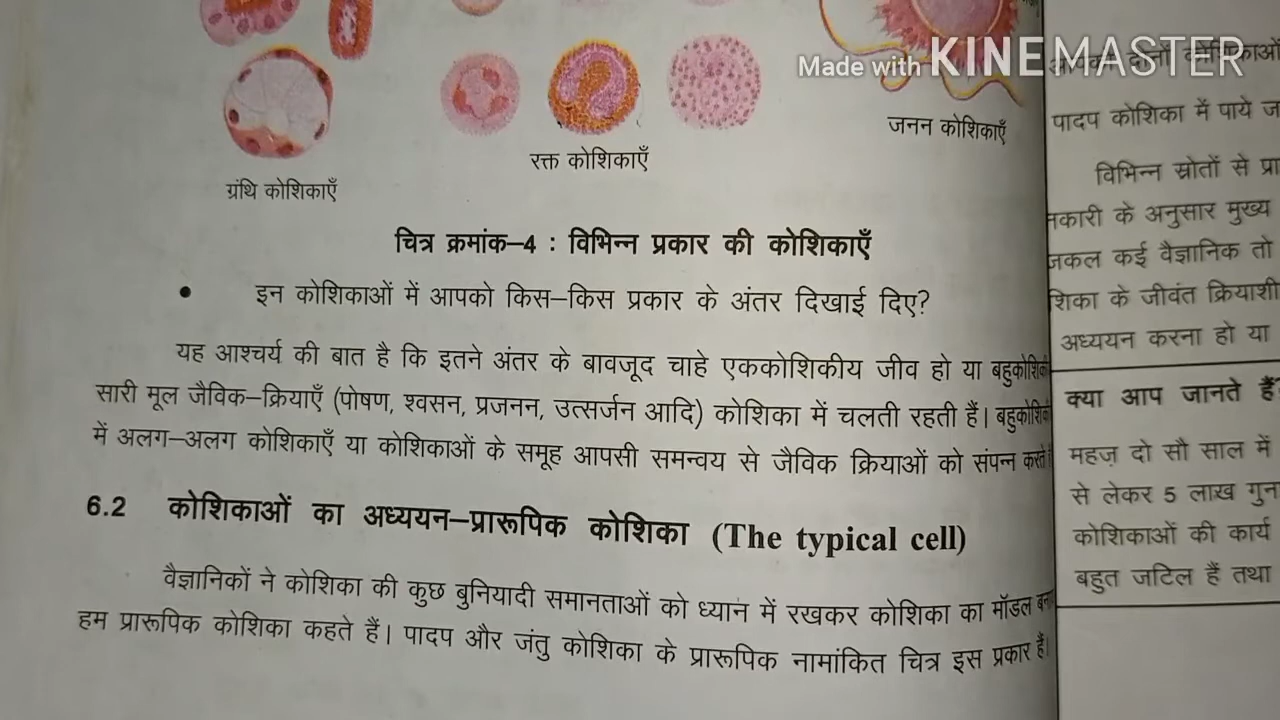 Made with KINEMASTER
जनन कोशिकाएँ
रक्त कोशिकाएँ
ग्रंथि कोशिकाएँ
चित्र क्रमांक–4 : विभिन्न प्रकार की कोशिकाएँ
• इन कोशिकाओं में आपको किस–किस प्रकार के अंतर दिखाई दिए?
यह आश्चर्य की बात है कि इतने अंतर के बावजूद चाहे एककोशिकीय जीव हो या
सारी मूल जैविक–क्रियाएँ (पोषण, श्वसन, प्रजनन, उत्सर्जन आदि) कोशिका में चलती रहती हैं।
में अलग–अलग कोशिकाएँ या कोशिकाओं के समूह आपसी समन्वय से जैविक क्रियाओं को संपन्न करते
6.2 कोशिकाओं का अध्ययन–प्रारूपिक कोशिका (The typical cell)
वैज्ञानिकों ने कोशिका की कुछ बुनियादी समानताओं को ध्यान में रखकर कोशिका का मॉडल
हम प्रारूपिक कोशिका कहते हैं। पादप और जंतु कोशिका के प्रारूपिक नामांकित चित्र इस प्रकार हैं।
पादप कोशिका में पाये
विभिन्न स्रोतों से
के अनुसार मुख्य
कई वैज्ञानिक तो
के जीवंत
अध्ययन करना हो या
क्या आप जानते हैं
महज़ दो सौ साल में
से लेकर 5 लाख
कोशिकाओं की कार्य
बहुत जटिल हैं तथा